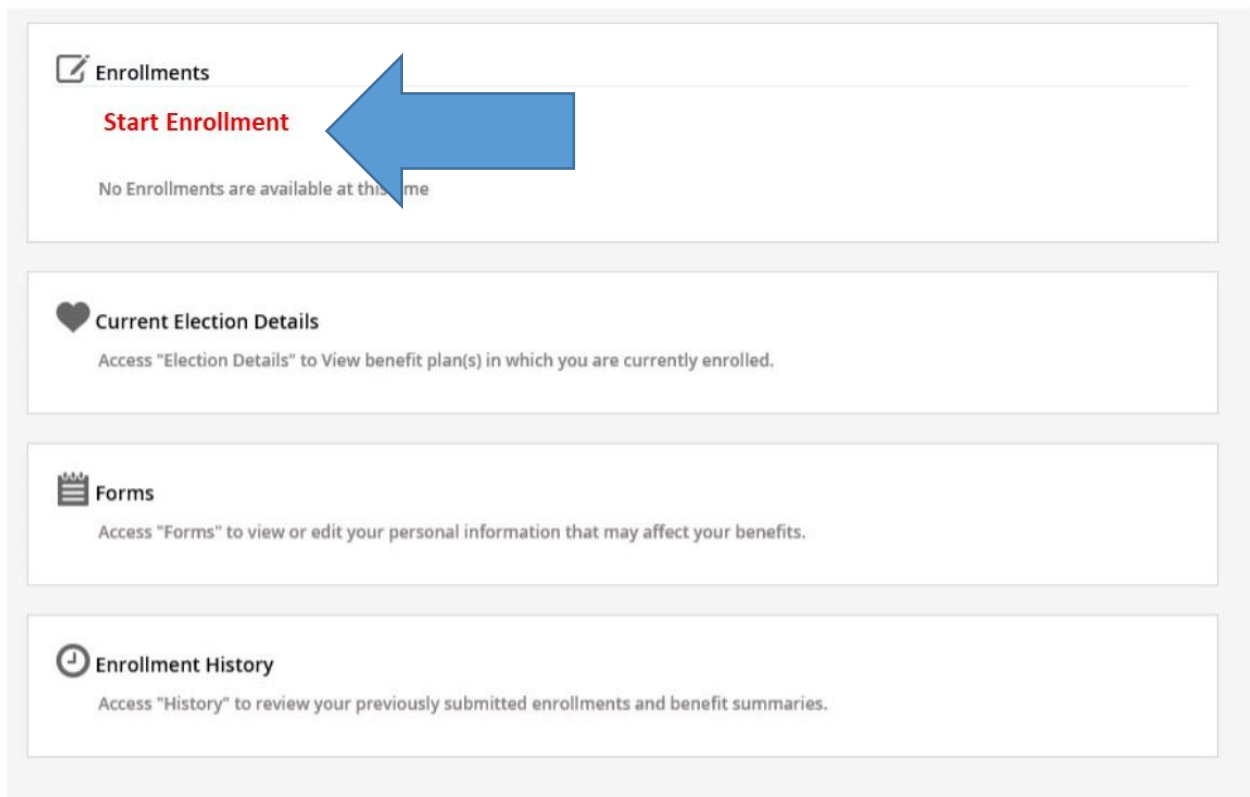 Enrollments
Start Enrollment
No Enrollments are available at this me
Current Election Details
Access "Election Details" to View benefit plan(s) in which you are currently enrolled.
Forms
Access "Forms" to view or edit your personal information that may affect your benefits.
Enrollment History
Access "History" to review your previously submitted enrollments and benefit summaries.